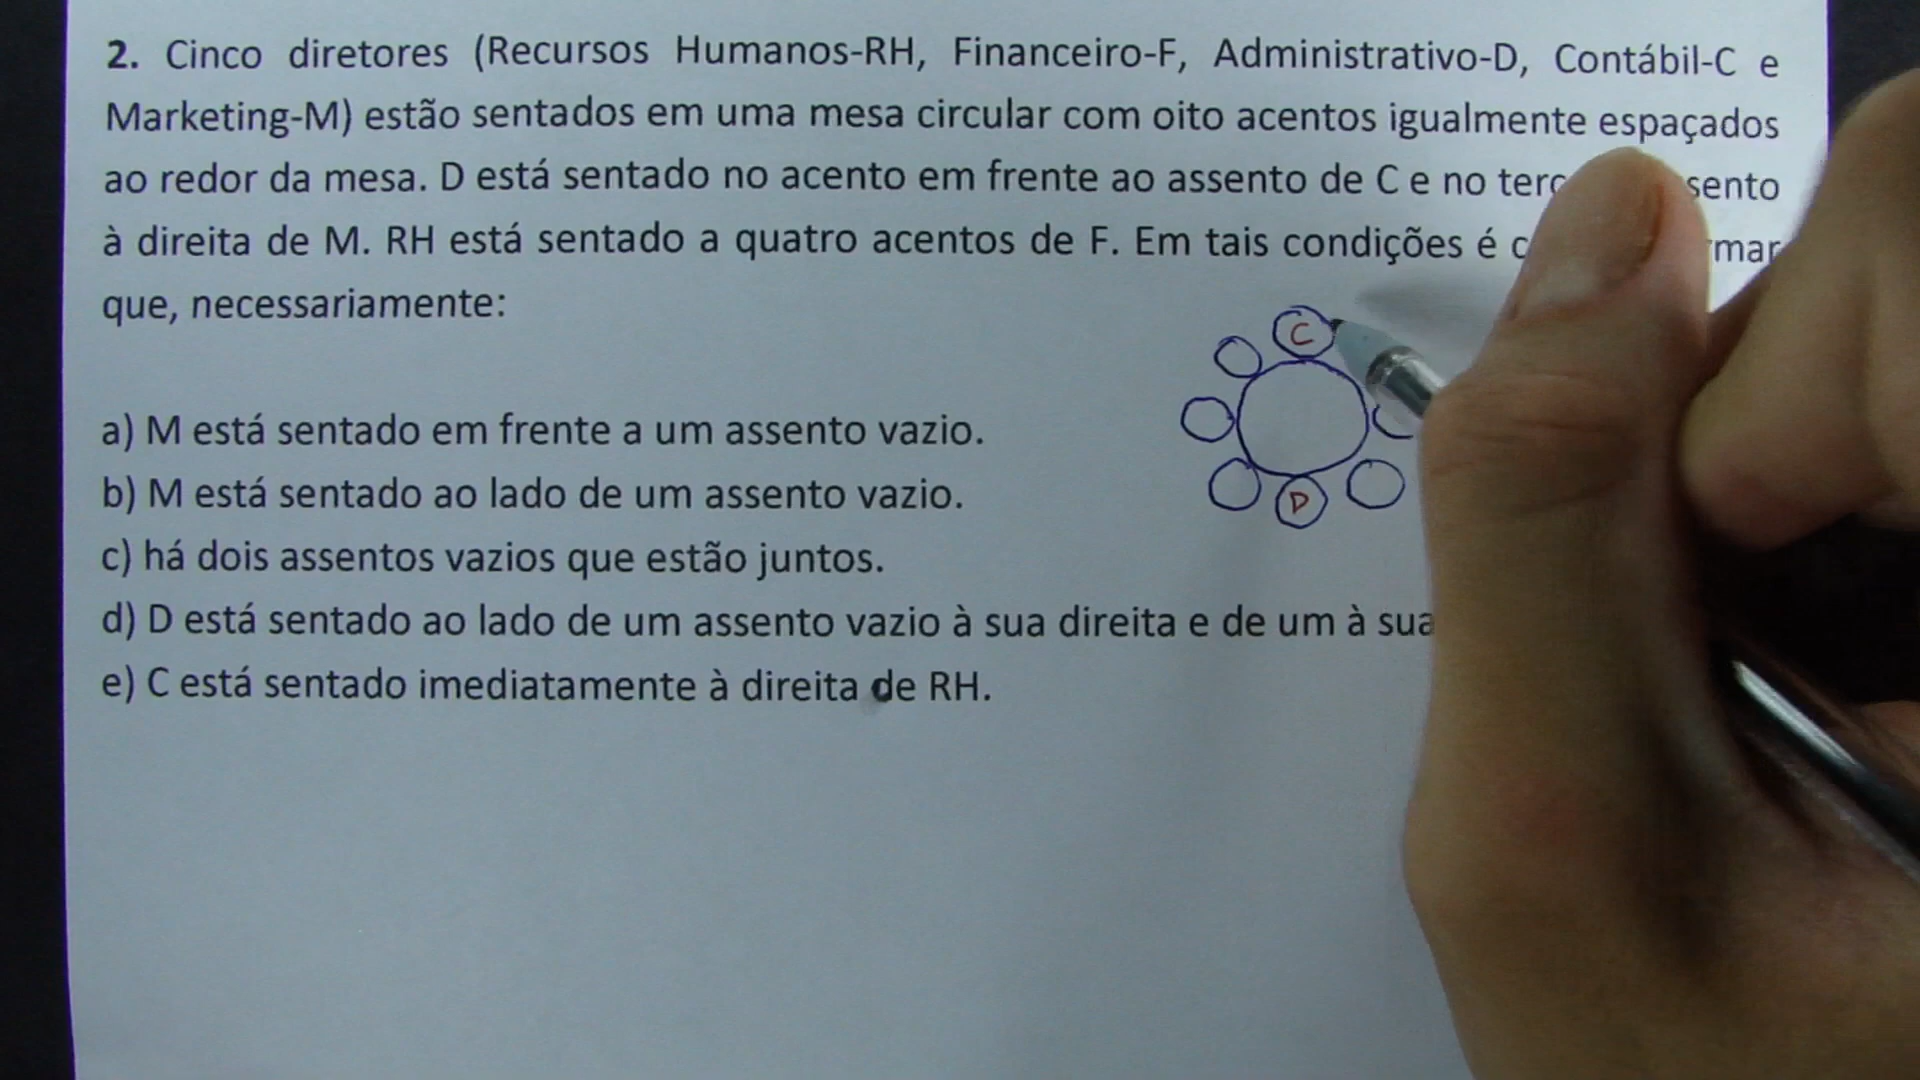 2. Cinco diretores (Recursos Humanos-RH, Financeiro-F, Administrativo-D, Contábil-C e
Marketing-M) estão sentados em uma mesa circular com oito acentos igualmente espaçados
ao redor da mesa. D está sentado no acento em frente ao assento de C e no
à direita de M. RH está sentado a quatro acentos de F. Em tais condições é
que, necessariamente:
C
a) M está sentado em frente a um assento vazio.
b) M está sentado ao lado de um assento vazio.
D
c) há dois assentos vazios que estão juntos.
d) D está sentado ao lado de um assento vazio à sua direita e de um à sua
e) C está sentado imediatamente à direita de RH.